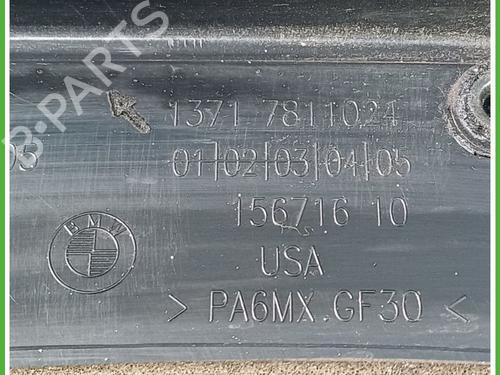 B-PARTS
1371 7811024
01|02|03|04|05
156716 10
BMW
USA
> PA6MX.GF30 <